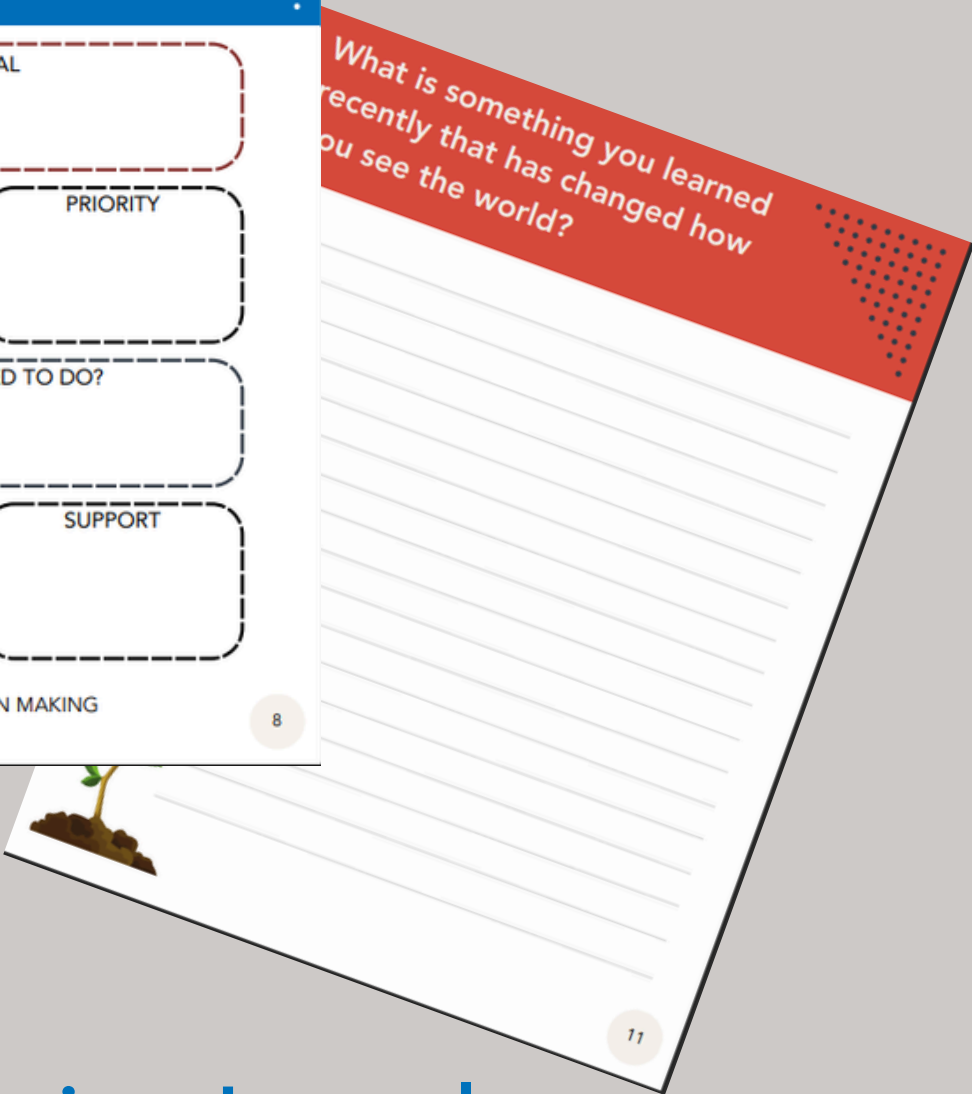 AL
PRIORITY
D TO DO?
SUPPORT
N MAKING
8
What is something you learned
recently that has changed how
ou see the world?
11